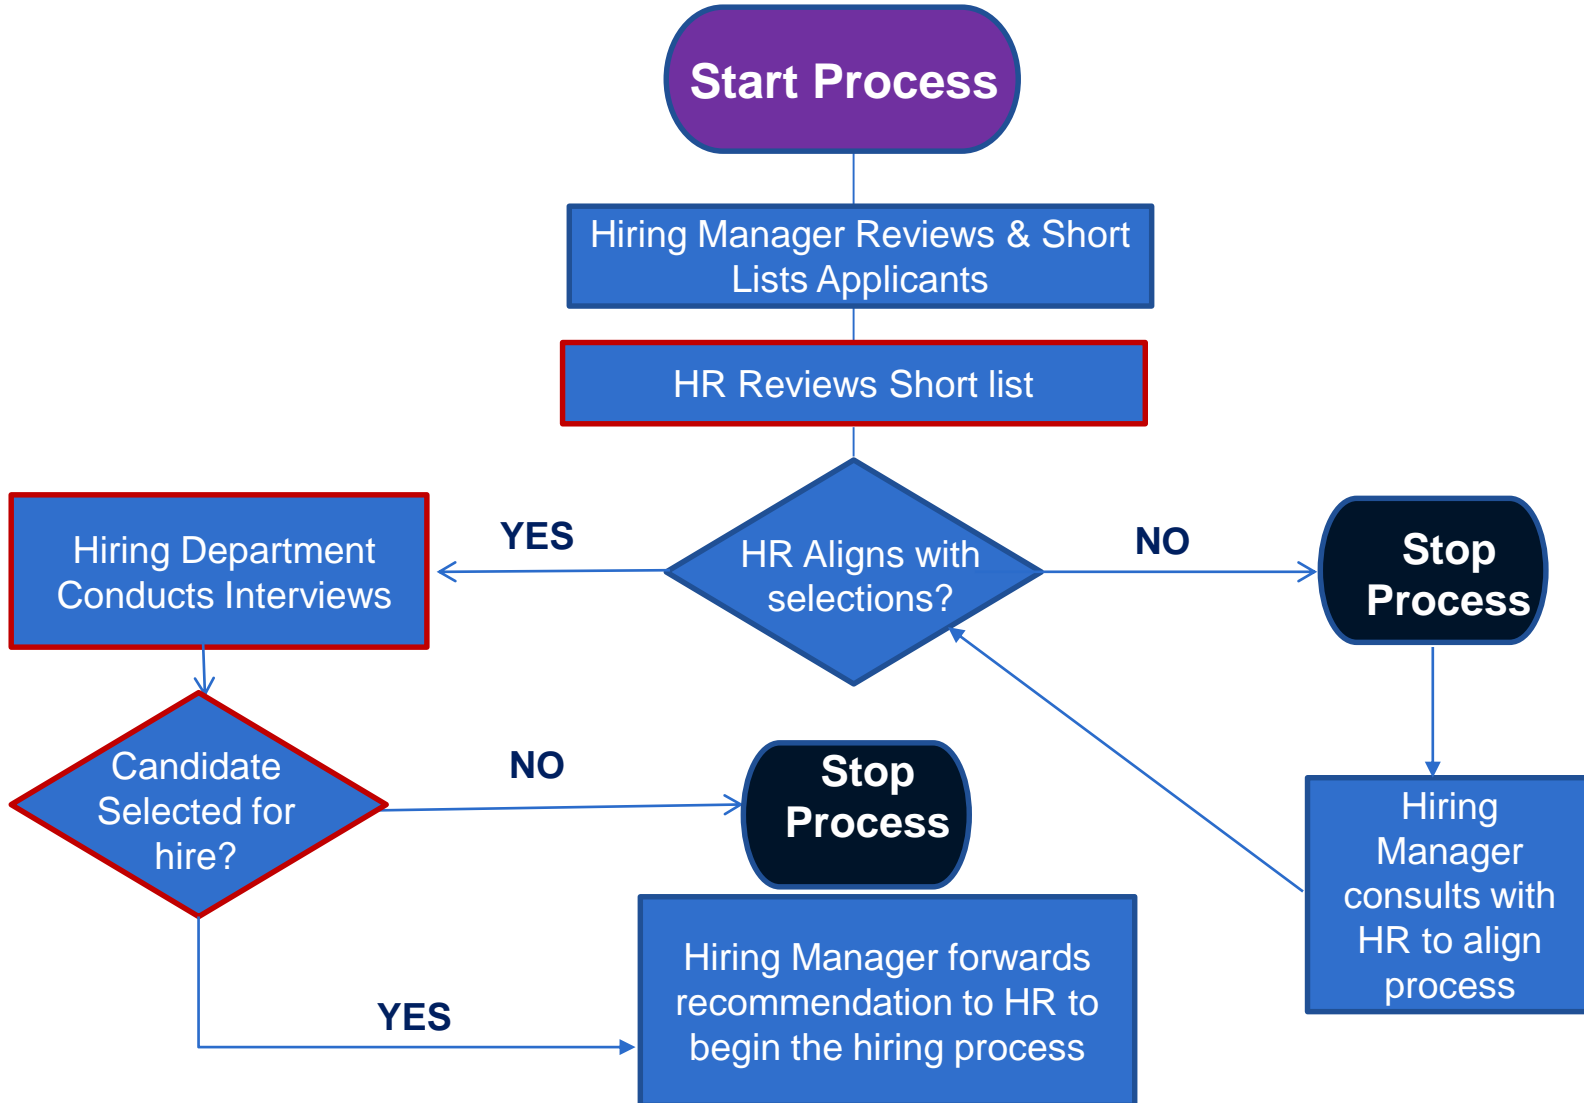 Start Process
Hiring Manager Reviews & Short
Lists Applicants
HR Reviews Short list
YES
NO
Hiring Department
Conducts Interviews
HR Aligns with
selections?
Stop
Process
NO
Candidate
Selected for
hire?
Stop
Process
Hiring
Manager
consults with
HR to align
process
YES
Hiring Manager forwards
recommendation to HR to
begin the hiring process